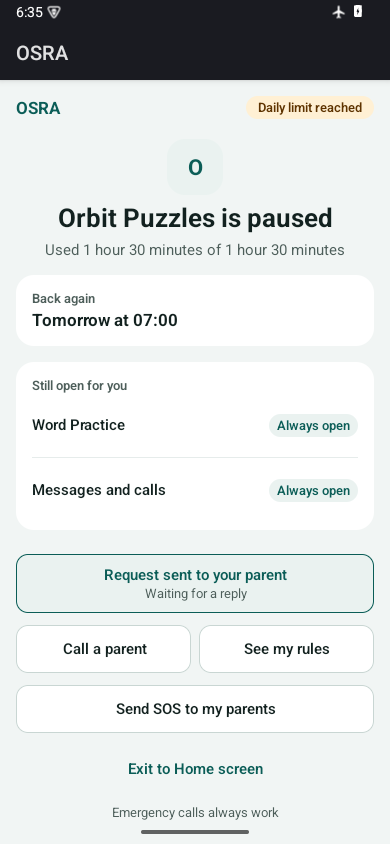 6:35
OSRA
OSRA
Daily limit reached
O
Orbit Puzzles is paused
Used 1 hour 30 minutes of 1 hour 30 minutes
Back again
Tomorrow at 07:00
Still open for you
Word Practice
Always open
Messages and calls
Always open
Request sent to your parent
Waiting for a reply
Call a parent
See my rules
Send SOS to my parents
Exit to Home screen
Emergency calls always work